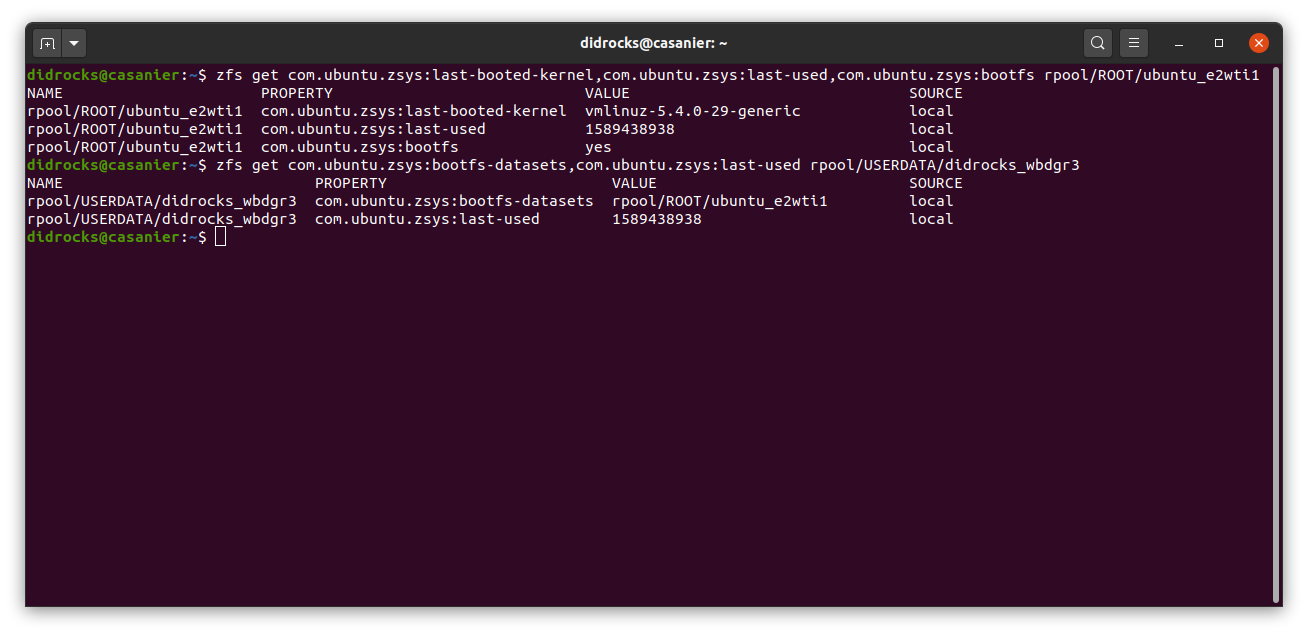 didrocks@casanier: ~
didrocks@casanier:~$ zfs get com.ubuntu.zsys:last-booted-kernel,com.ubuntu.zsys:last-used,com.ubuntu.zsys:bootfs rpool/ROOT/ubuntu_e2wti1
NAME PROPERTY VALUE SOURCE
rpool/ROOT/ubuntu_e2wti1 com.ubuntu.zsys:last-booted-kernel vmlinuz-5.4.0-29-generic local
rpool/ROOT/ubuntu_e2wti1 com.ubuntu.zsys:last-used 1589438938 local
rpool/ROOT/ubuntu_e2wti1 com.ubuntu.zsys:bootfs yes local
didrocks@casanier:~$ zfs get com.ubuntu.zsys:bootfs-datasets,com.ubuntu.zsys:last-used rpool/USERDATA/didrocks_wbdgr3
NAME PROPERTY VALUE SOURCE
rpool/USERDATA/didrocks_wbdgr3 com.ubuntu.zsys:bootfs-datasets rpool/ROOT/ubuntu_e2wti1 local
rpool/USERDATA/didrocks_wbdgr3 com.ubuntu.zsys:last-used 1589438938 local
didrocks@casanier:~$